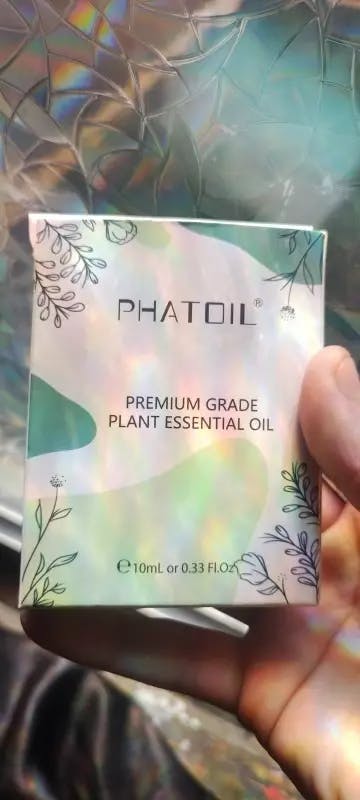 PHATOIL®
PREMIUM GRADE
PLANT ESSENTIAL OIL
℮10mL or 0.33 Fl.Oz